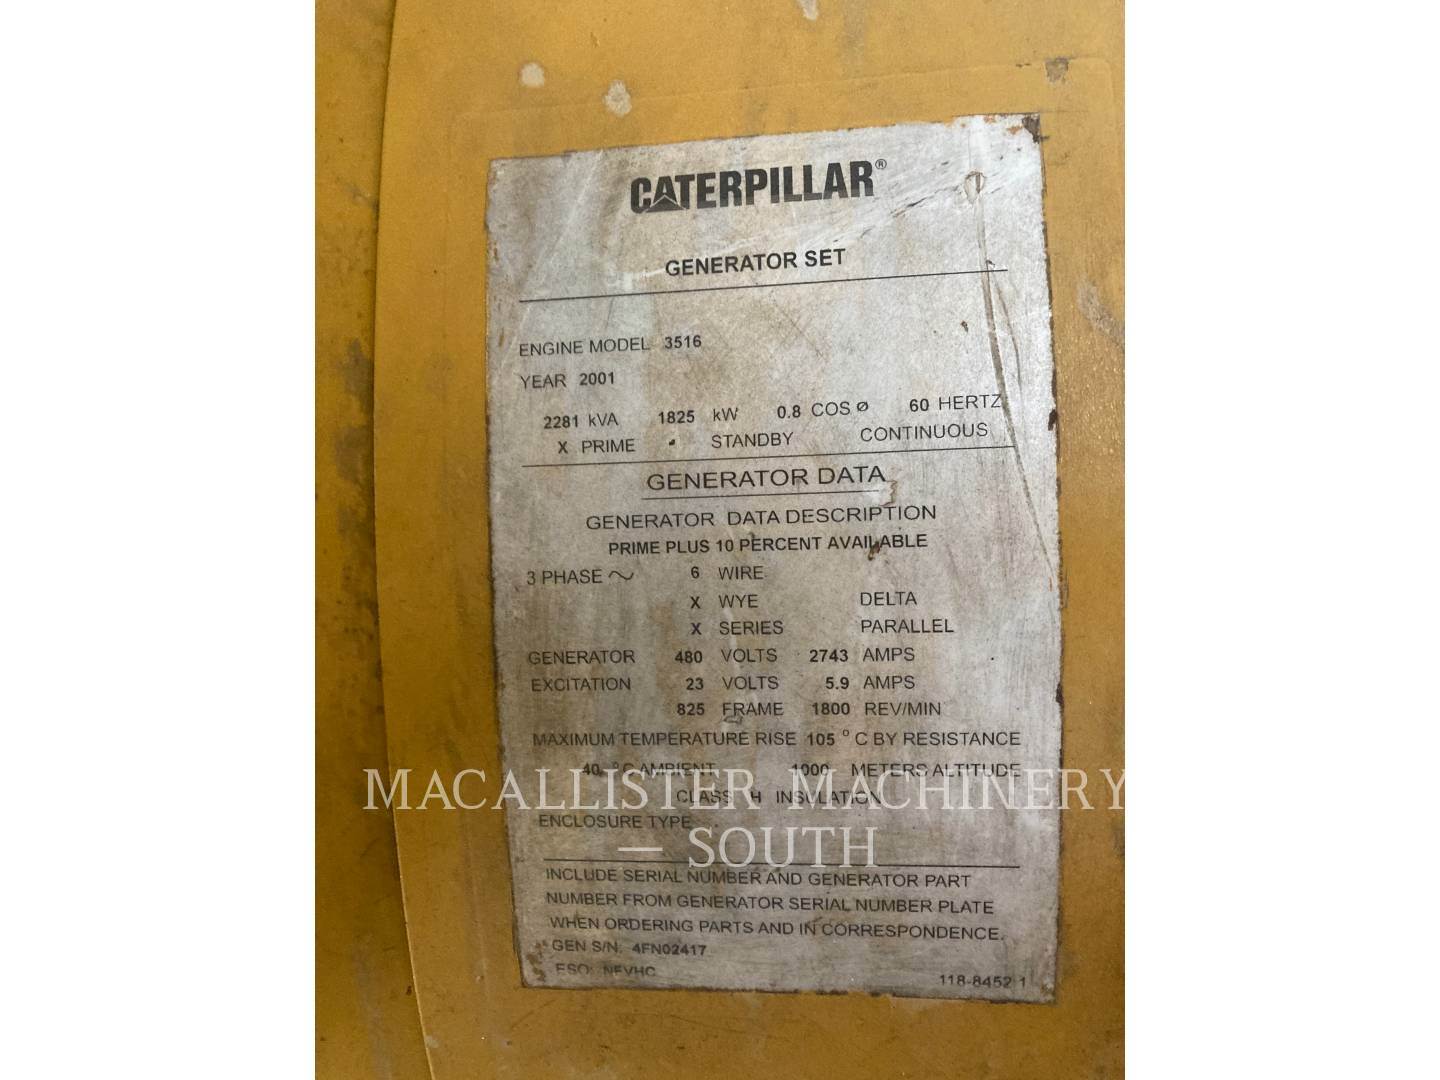 CATERPILLAR®
GENERATOR SET
ENGINE MODEL 3516
YEAR 2001
2281 kVA 1825 kW 0.8 COS Ø 60 HERTZ
X PRIME STANDBY CONTINUOUS
GENERATOR DATA
GENERATOR DATA DESCRIPTION
PRIME PLUS 10 PERCENT AVAILABLE
3 PHASE ～ 6 WIRE
X WYE DELTA
X SERIES PARALLEL
GENERATOR 480 VOLTS 2743 AMPS
EXCITATION 23 VOLTS 5.9 AMPS
825 FRAME 1800 REV/MIN
MAXIMUM TEMPERATURE RISE 105 °C BY RESISTANCE
40 °C AMBIENT 1000 METERS ALTITUDE
MACALLISTER MACHINERY
CLASS H INSULATION
ENCLOSURE TYPE
— SOUTH
INCLUDE SERIAL NUMBER AND GENERATOR PART
NUMBER FROM GENERATOR SERIAL NUMBER PLATE
WHEN ORDERING PARTS AND IN CORRESPONDENCE.
GEN S/N: 4FN02417
ESO: NEVHC 118-8452 1